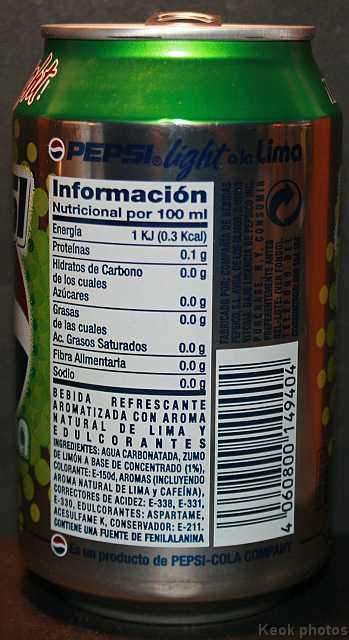 PEPSI light a la Lima
Información
Nutricional por 100 ml
Energía 1 KJ (0.3 Kcal)
Proteínas 0.1 g
Hidratos de Carbono 0.0 g
de los cuales
Azúcares 0.0 g
Grasas 0.0 g
de las cuales
Ac. Grasos Saturados 0.0 g
Fibra Alimentaria 0.0 g
Sodio 0.0 g
BEBIDA REFRESCANTE
AROMATIZADA CON AROMA
NATURAL DE LIMA Y
EDULCORANTES
INGREDIENTES: AGUA CARBONATADA, ZUMO
DE LIMÓN A BASE DE CONCENTRADO (1%),
COLORANTE: E-150d, AROMAS (INCLUYENDO
AROMA NATURAL DE LIMA Y CAFEÍNA),
CORRECTORES DE ACIDEZ: E-338, E-331,
E-330, EDULCORANTES: ASPARTAME,
ACESULFAME K, CONSERVADOR: E-211.
CONTIENE UNA FUENTE DE FENILALANINA
Es un producto de PEPSI-COLA COMPANY
PURCHASE, N.Y. CONSUMIR
4 060800 149404
Keok photos